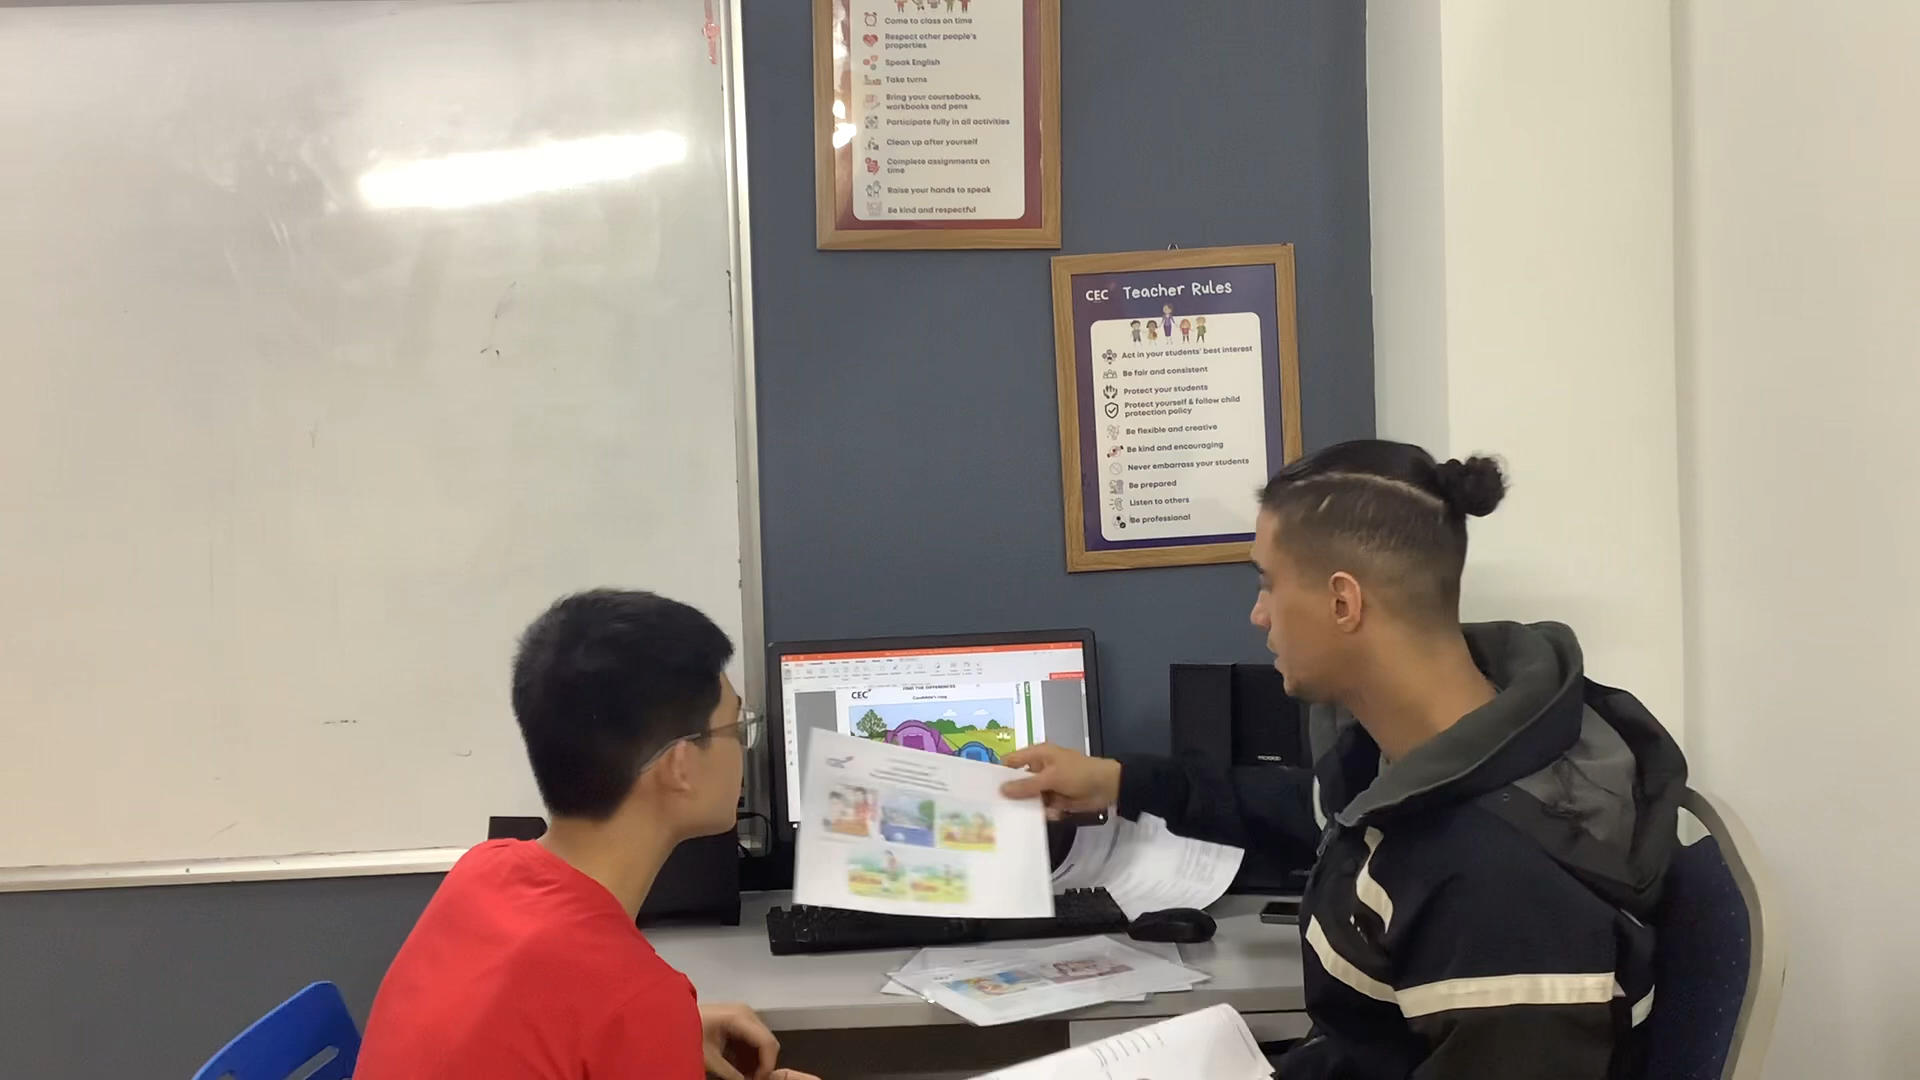 Come to class on time
Respect other people's
properties
Speak English
Take turns
Bring your coursebooks,
workbooks and pens
Participate fully in all activities
Clean up after yourself
Complete assignments on
time
Raise your hands to speak
Be kind and respectful
CEC Teacher Rules
Act in your students' best interest
Be fair and consistent
Protect your students
Protect yourself & follow child
protection policy
Be flexible and creative
Be kind and encouraging
Never embarrass your students
Be prepared
Listen to others
Be professional
CEC
FIND THE DIFFERENCES
Candidate's copy
Speaking
microlab